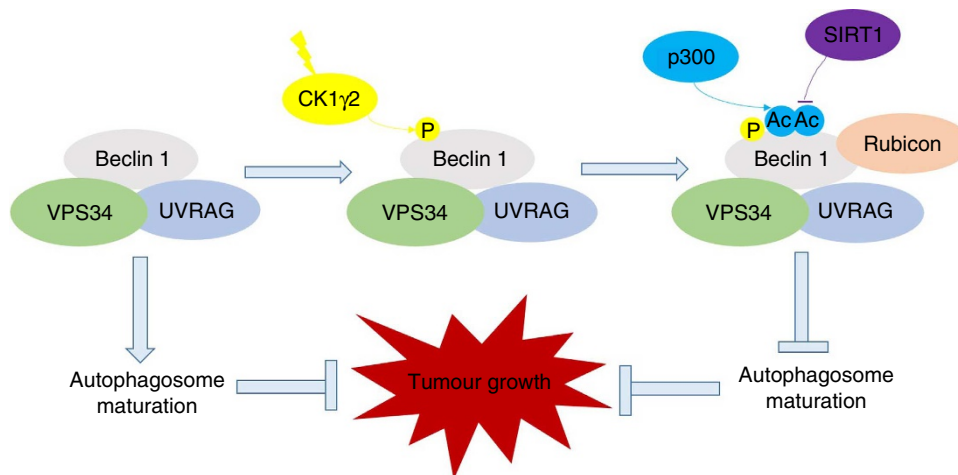 SIRT1
p300
CK1γ2
P
Ac Ac
P
Beclin 1
Beclin 1
Beclin 1
Rubicon
VPS34
UVRAG
VPS34
UVRAG
VPS34
UVRAG
Autophagosome
maturation
Tumour growth
Autophagosome
maturation